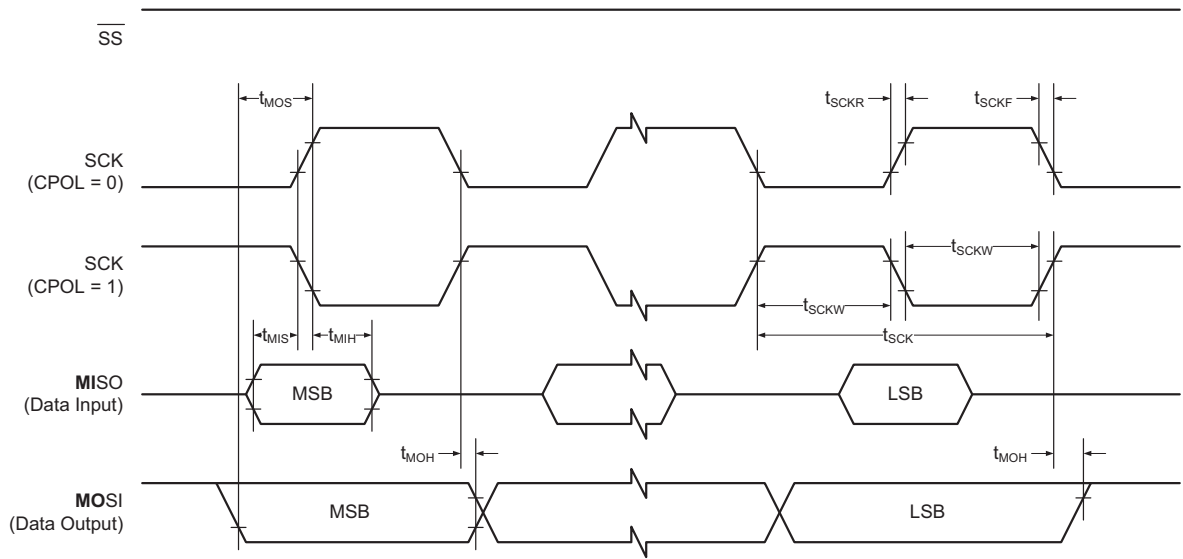 SS
tMOS
tSCKR
tSCKF
SCK
(CPOL = 0)
SCK
(CPOL = 1)
tSCKW
tSCKW
tMIS
tMIH
tSCK
MISO
(Data Input)
MSB
LSB
tMOH
tMOH
MOSI
(Data Output)
MSB
LSB